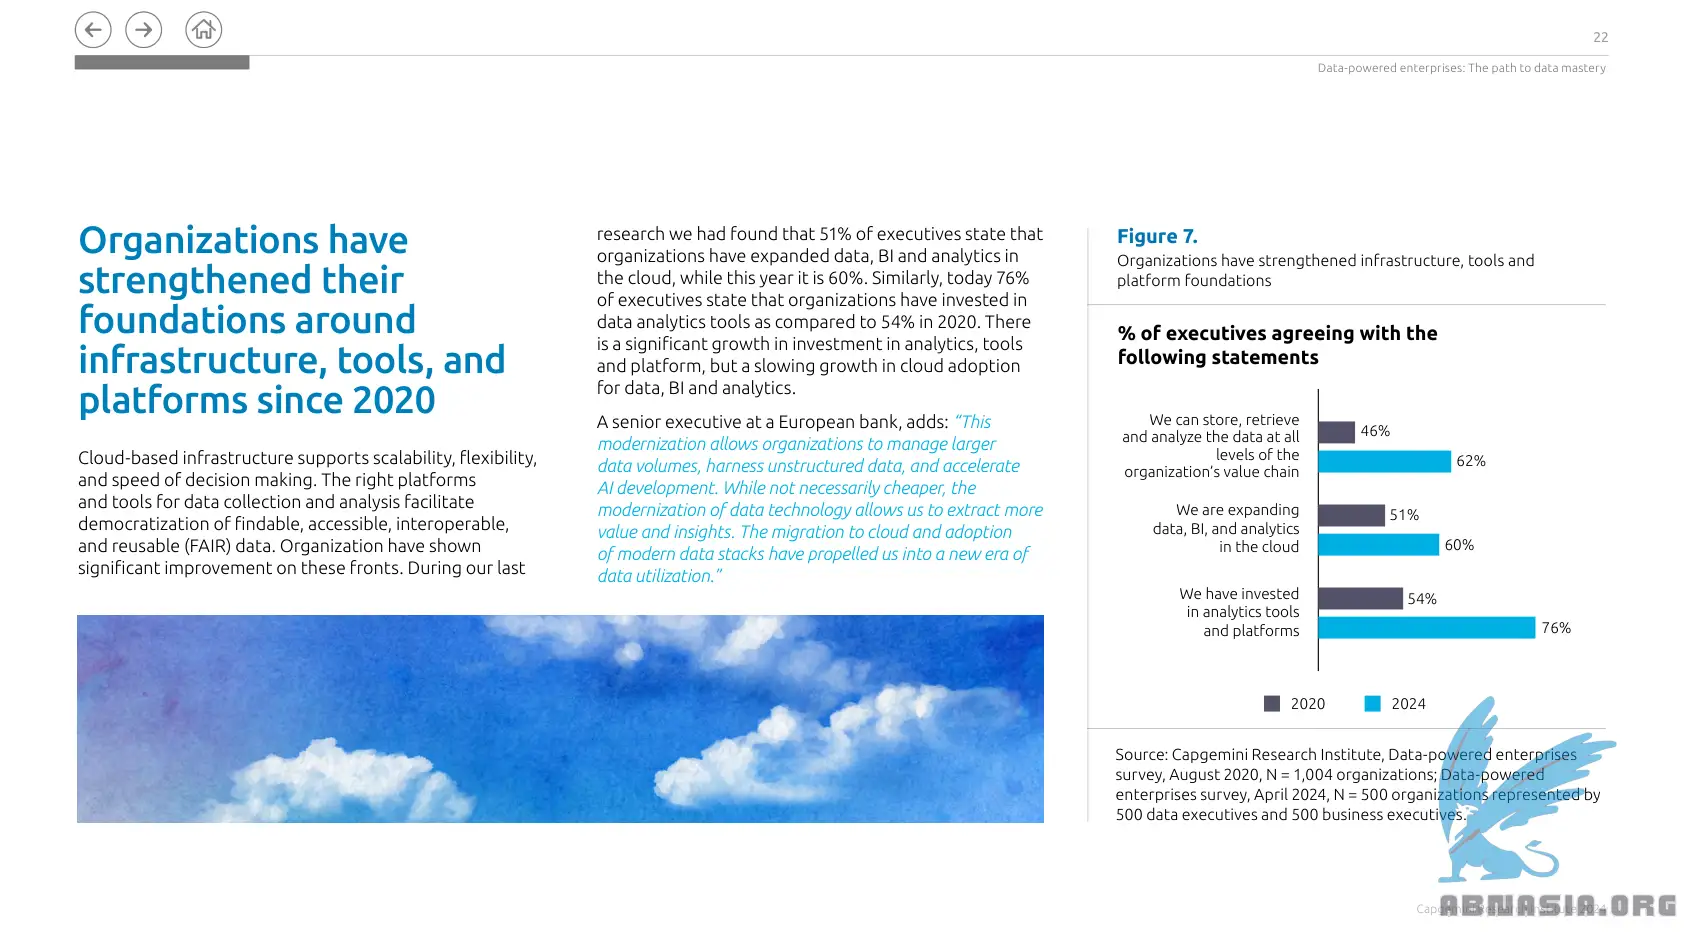 22
Data-powered enterprises: The path to data mastery
Organizations have
strengthened their
foundations around
infrastructure, tools, and
platforms since 2020
Cloud-based infrastructure supports scalability, flexibility,
and speed of decision making. The right platforms
and tools for data collection and analysis facilitate
democratization of findable, accessible, interoperable,
and reusable (FAIR) data. Organization have shown
significant improvement on these fronts. During our last
research we had found that 51% of executives state that
organizations have expanded data, BI and analytics in
the cloud, while this year it is 60%. Similarly, today 76%
of executives state that organizations have invested in
data analytics tools as compared to 54% in 2020. There
is a significant growth in investment in analytics, tools
and platform, but a slowing growth in cloud adoption
for data, BI and analytics.
A senior executive at a European bank, adds: “This
modernization allows organizations to manage larger
data volumes, harness unstructured data, and accelerate
AI development. While not necessarily cheaper, the
modernization of data technology allows us to extract more
value and insights. The migration to cloud and adoption
of modern data stacks have propelled us into a new era of
data utilization.”
Figure 7.
Organizations have strengthened infrastructure, tools and
platform foundations
% of executives agreeing with the
following statements
We can store, retrieve
and analyze the data at all
levels of the
organization’s value chain
46%
62%
We are expanding
data, BI, and analytics
in the cloud
51%
60%
We have invested
in analytics tools
and platforms
54%
76%
2020
2024
Source: Capgemini Research Institute, Data-powered enterprises
survey, August 2020, N = 1,004 organizations; Data-powered
enterprises survey, April 2024, N = 500 organizations represented by
500 data executives and 500 business executives.
Capgemini Research Institute 2024
ABNASIA.ORG